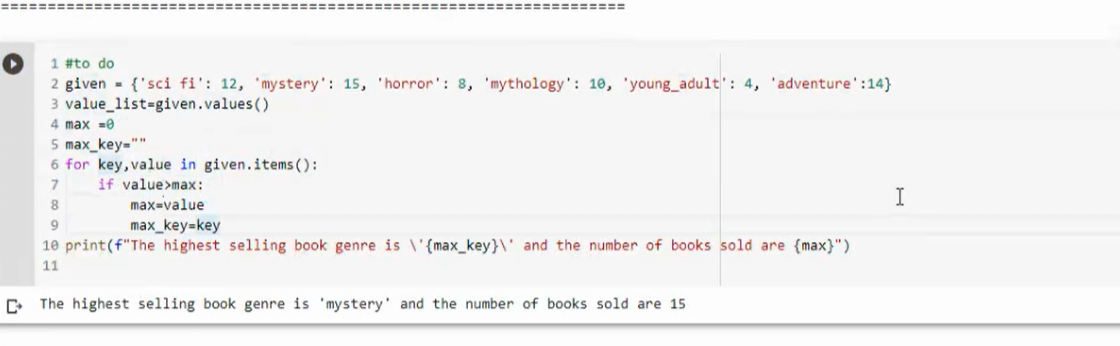 ==================================================================
1 #to do
2 given = {'sci fi': 12, 'mystery': 15, 'horror': 8, 'mythology': 10, 'young_adult': 4, 'adventure':14}
3 value_list=given.values()
4 max =0
5 max_key=""
6 for key,value in given.items():
7     if value>max:
8         max=value
9         max_key=key
10 print(f"The highest selling book genre is \'{max_key}\' and the number of books sold are {max}")
11
The highest selling book genre is 'mystery' and the number of books sold are 15